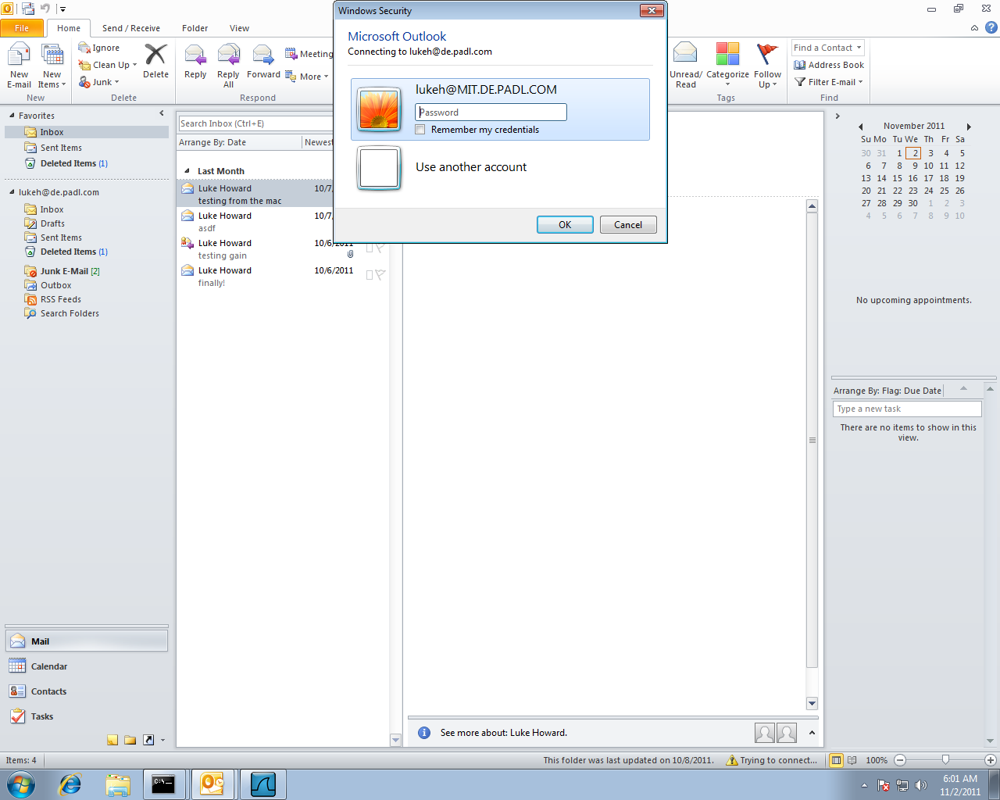 Windows Security
Microsoft Outlook
Connecting to lukeh@de.padl.com
lukeh@MIT.DE.PADL.COM
Password
Remember my credentials
Use another account
OK
Cancel
File
Home
Send / Receive
Folder
View
New E-mail
New Items
New
Ignore
Clean Up
Junk
Delete
Delete
Reply
Reply All
Forward
Meeting
More
Respond
Unread/ Read
Categorize
Follow Up
Tags
Find a Contact
Address Book
Filter E-mail
Find
Favorites
Inbox
Sent Items
Deleted Items (1)
lukeh@de.padl.com
Inbox
Drafts
Sent Items
Deleted Items (1)
Junk E-Mail [2]
Outbox
RSS Feeds
Search Folders
Mail
Calendar
Contacts
Tasks
Search Inbox (Ctrl+E)
Arrange By: Date
Newest
Last Month
Luke Howard 10/7,
testing from the mac
Luke Howard 10/7,
asdf
Luke Howard 10/6/2011
testing gain
Luke Howard 10/6/2011
finally!
See more about: Luke Howard.
November 2011
Su Mo Tu We Th Fr Sa
30 31 1 2 3 4 5
6 7 8 9 10 11 12
13 14 15 16 17 18 19
20 21 22 23 24 25 26
27 28 29 30 1 2 3
4 5 6 7 8 9 10
No upcoming appointments.
Arrange By: Flag: Due Date
Type a new task
There are no items to show in this
view.
Items: 4
This folder was last updated on 10/8/2011.
Trying to connect...
100%
6:01 AM
11/2/2011